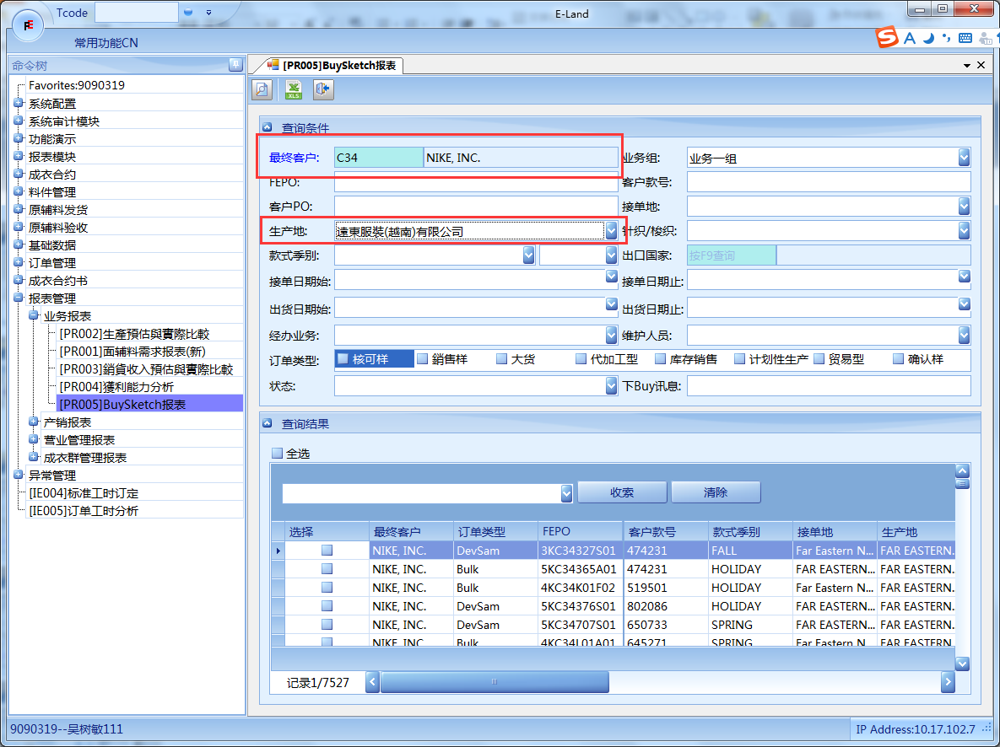 Tcode
E-Land
常用功能CN
命令树
[PR005]BuySketch报表
Favorites:9090319
系统配置
系统审计模块
功能演示
报表模块
成衣合约
料件管理
原辅料发货
原辅料验收
基础数据
订单管理
成衣合约书
报表管理
业务报表
[PR002]生產預估與實際比較
[PR001]面辅料需求报表(新)
[PR003]銷貨收入預估與實際比較
[PR004]獲利能力分析
[PR005]BuySketch报表
产销报表
营业管理报表
成衣群管理报表
异常管理
[IE004]标准工时订定
[IE005]订单工时分析
XLS
查询条件
最终客户: C34 NIKE, INC. 业务组: 业务一组
FEPO: 客户款号:
客户PO: 接单地:
生产地: 遠東服裝(越南)有限公司 针织/梭织:
款式季别: 出口国家: 按F9查询
接单日期始: 接单日期止:
出货日期始: 出货日期止:
经办业务: 维护人员:
订单类型: 核可样 銷售样 大货 代加工型 库存销售 计划性生产 贸易型 确认样
状态: 下Buy讯息:
查询结果
全选
收索 清除
选择 最终客户 订单类型 FEPO 客户款号 款式季别 接单地 生产地
NIKE, INC. DevSam 3KC34327S01 474231 FALL Far Eastern N... FAR EASTERN.
NIKE, INC. Bulk 5KC34365A01 474231 HOLIDAY FAR EASTERN... FAR EASTERN.
NIKE, INC. Bulk 4KC34K01F02 519501 HOLIDAY FAR EASTERN... FAR EASTERN.
NIKE, INC. DevSam 5KC34376S01 802086 HOLIDAY FAR EASTERN... FAR EASTERN.
NIKE, INC. DevSam 5KC34707S01 650733 SPRING FAR EASTERN... FAR EASTERN.
NIKE, INC. Bulk 4KC34L01A01 645271 SPRING Far Eastern N... FAR EASTERN.
记录1/7527
9090319--吴树敏111
IP Address:10.17.102.7